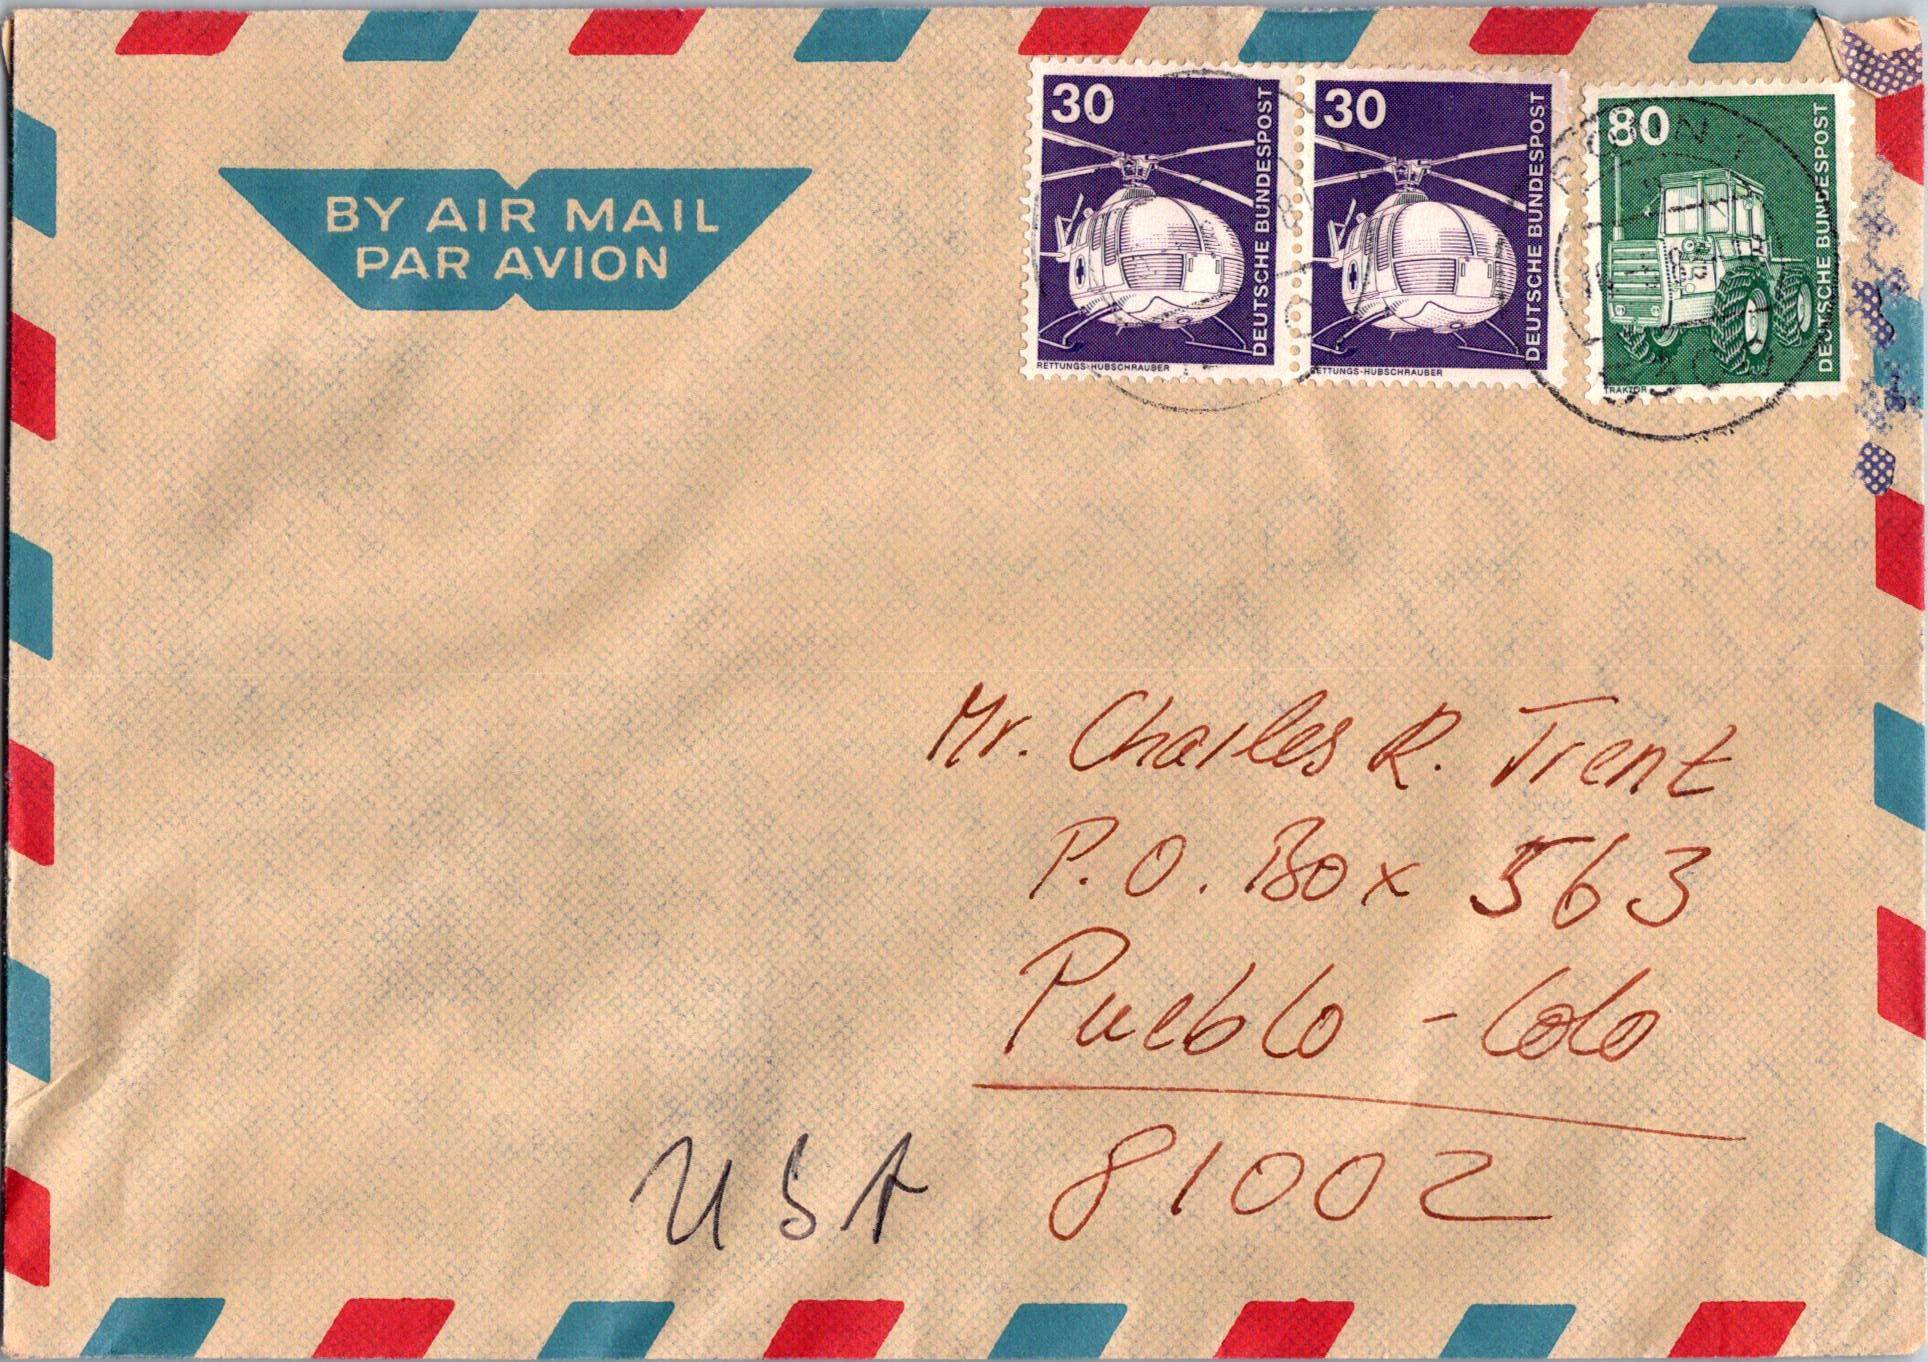 BY AIR MAIL
PAR AVION
30
DEUTSCHE BUNDESPOST
RETTUNGS-HUBSCHRAUBER
30
DEUTSCHE BUNDESPOST
RETTUNGS-HUBSCHRAUBER
80
DEUTSCHE BUNDESPOST
TRAKTOR
Mr. Charles R. Trent
P.O. Box 563
Pueblo - Colo
81002
USA